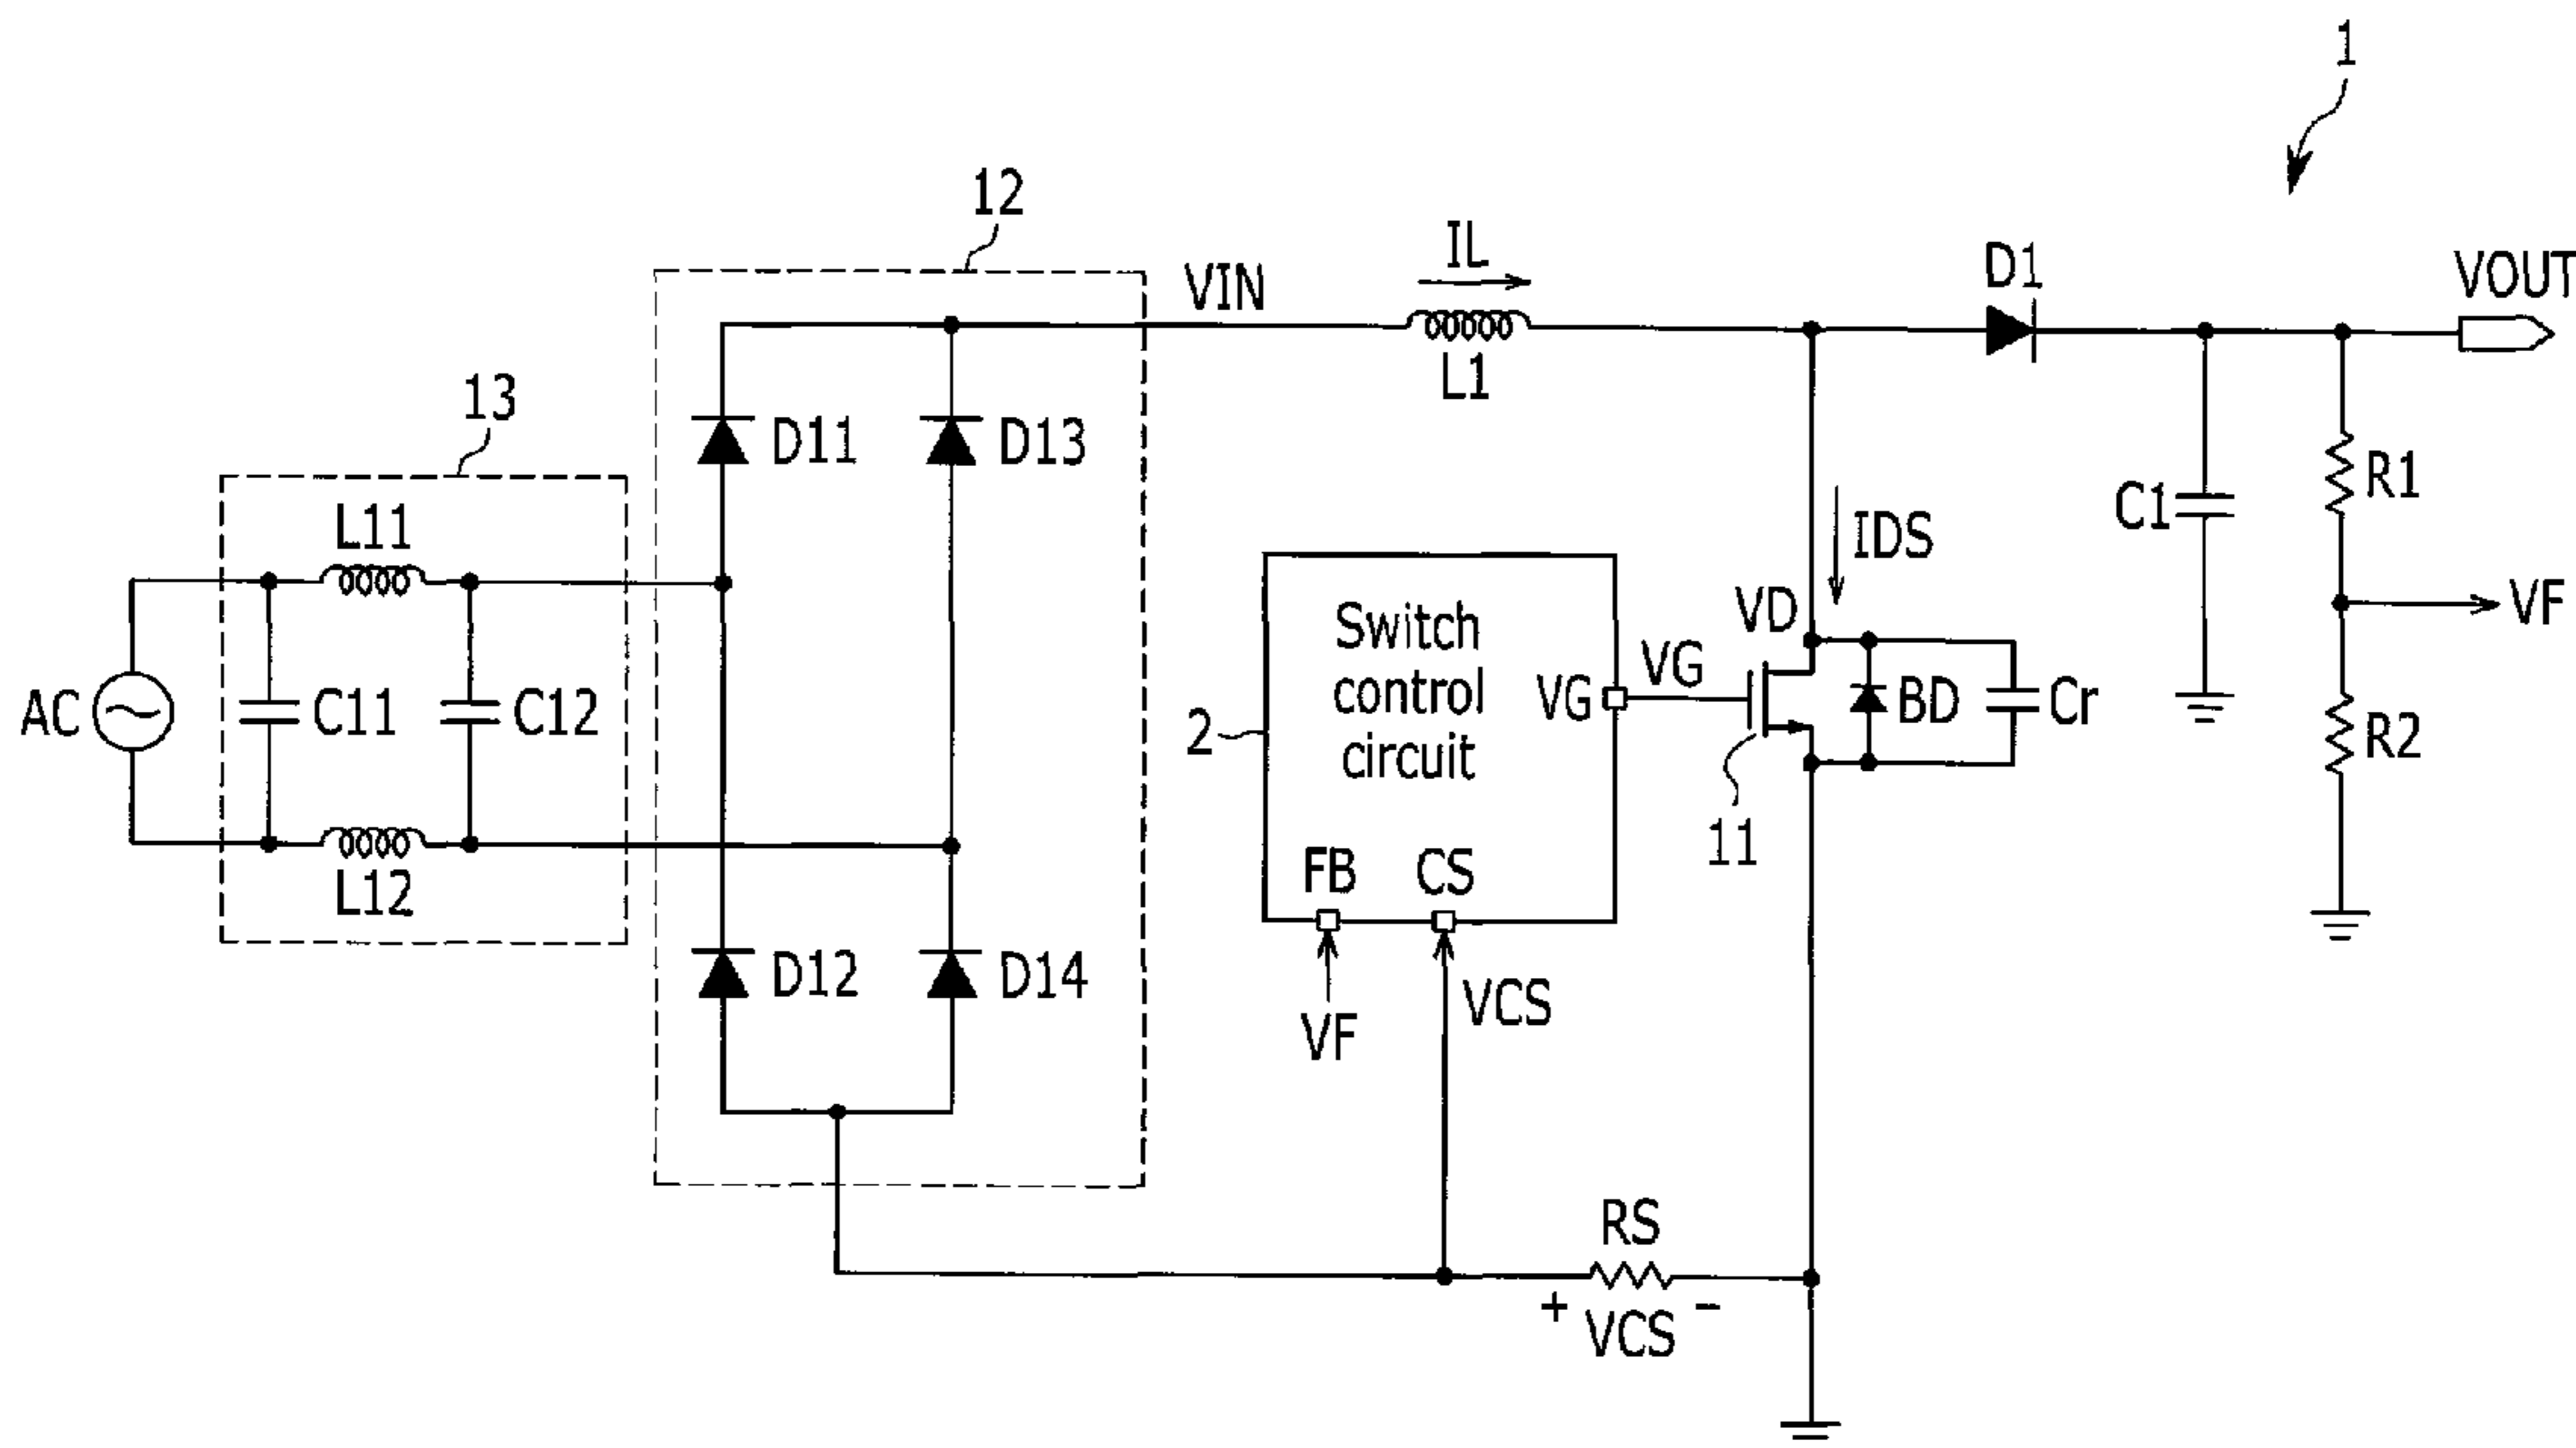 1
12
IL
VIN
D1
VOUT
L1
13
D11
D13
L11
IDS
C1
R1
VD
VF
Switch
control
circuit
VG
VG
AC
C11
C12
2
BD
Cr
R2
11
L12
FB
CS
D12
D14
VF
VCS
RS
+
-
VCS